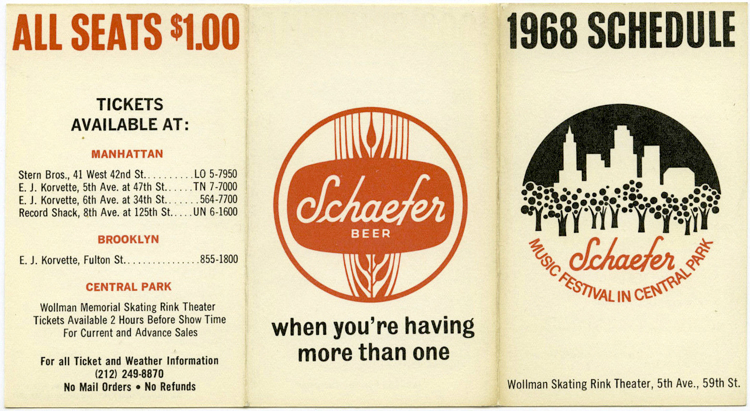 ALL SEATS $1.00
TICKETS
AVAILABLE AT:
MANHATTAN
Stern Bros., 41 West 42nd St. . . . . . . . LO 5-7950
E. J. Korvette, 5th Ave. at 47th St. . . . . . TN 7-7000
E. J. Korvette, 6th Ave. at 34th St. . . . . . . 564-7700
Record Shack, 8th Ave. at 125th St. . . . . UN 6-1600
BROOKLYN
E. J. Korvette, Fulton St. . . . . . . . . . . . . . . 855-1800
CENTRAL PARK
Wollman Memorial Skating Rink Theater
Tickets Available 2 Hours Before Show Time
For Current and Advance Sales
For all Ticket and Weather Information
(212) 249-8870
No Mail Orders • No Refunds
Schaefer
BEER
when you're having
more than one
1968 SCHEDULE
Schaefer
MUSIC FESTIVAL IN CENTRAL PARK
Wollman Skating Rink Theater, 5th Ave., 59th St.